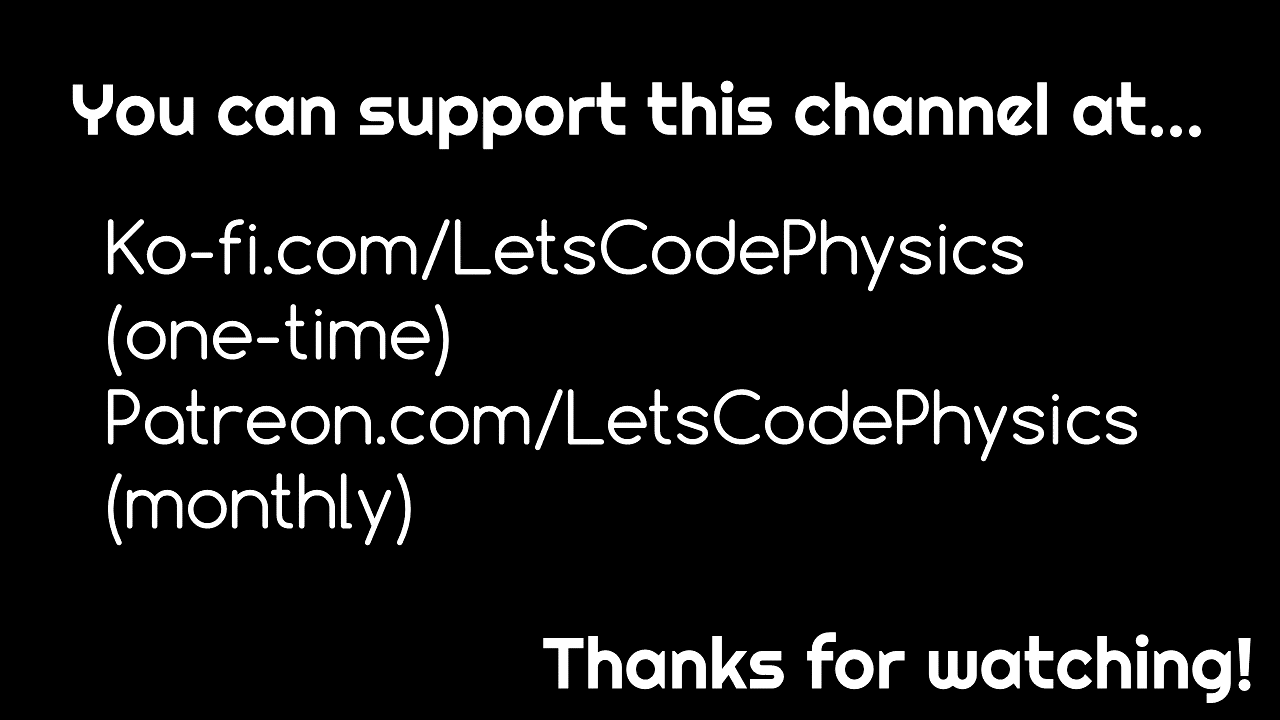 You can support this channel at...
Ko-fi.com/LetsCodePhysics
(one-time)
Patreon.com/LetsCodePhysics
(monthly)
Thanks for watching!